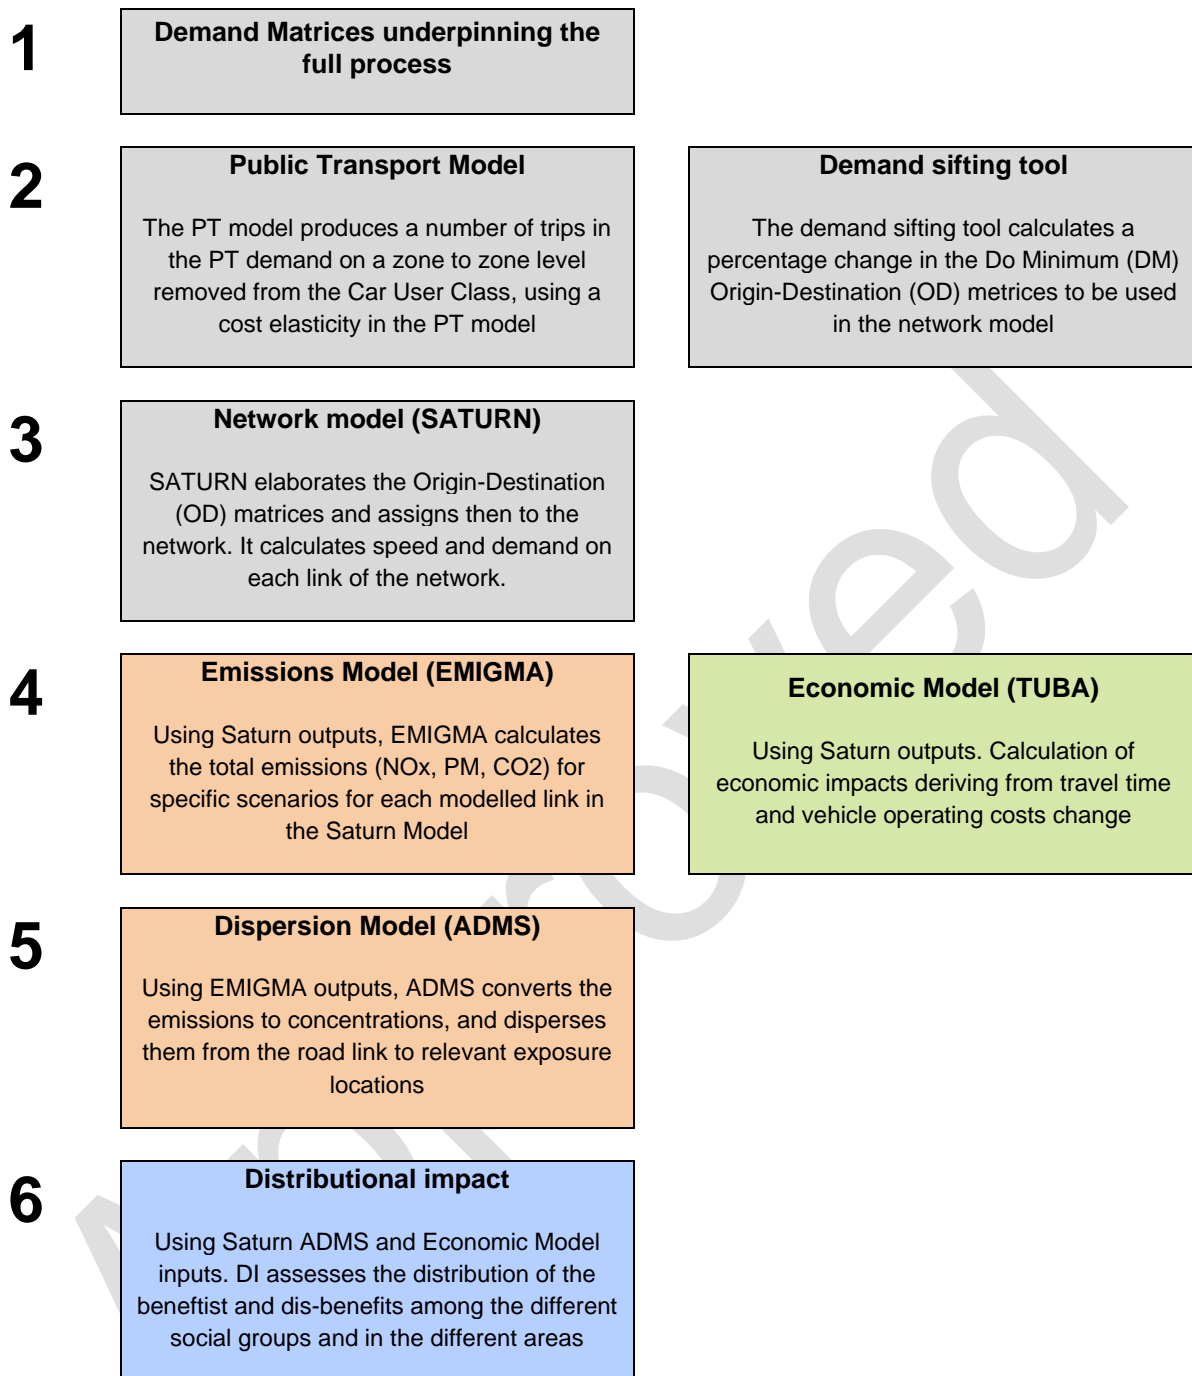 1
Demand Matrices underpinning the
full process
2
Public Transport Model
The PT model produces a number of trips in
the PT demand on a zone to zone level
removed from the Car User Class, using a
cost elasticity in the PT model
Demand sifting tool
The demand sifting tool calculates a
percentage change in the Do Minimum (DM)
Origin-Destination (OD) metrices to be used
in the network model
3
Network model (SATURN)
SATURN elaborates the Origin-Destination
(OD) matrices and assigns then to the
network. It calculates speed and demand on
each link of the network.
4
Emissions Model (EMIGMA)
Using Saturn outputs, EMIGMA calculates
the total emissions (NOx, PM, CO2) for
specific scenarios for each modelled link in
the Saturn Model
Economic Model (TUBA)
Using Saturn outputs. Calculation of
economic impacts deriving from travel time
and vehicle operating costs change
5
Dispersion Model (ADMS)
Using EMIGMA outputs, ADMS converts the
emissions to concentrations, and disperses
them from the road link to relevant exposure
locations
6
Distributional impact
Using Saturn ADMS and Economic Model
inputs. DI assesses the distribution of the
beneftist and dis-benefits among the different
social groups and in the different areas
Approved